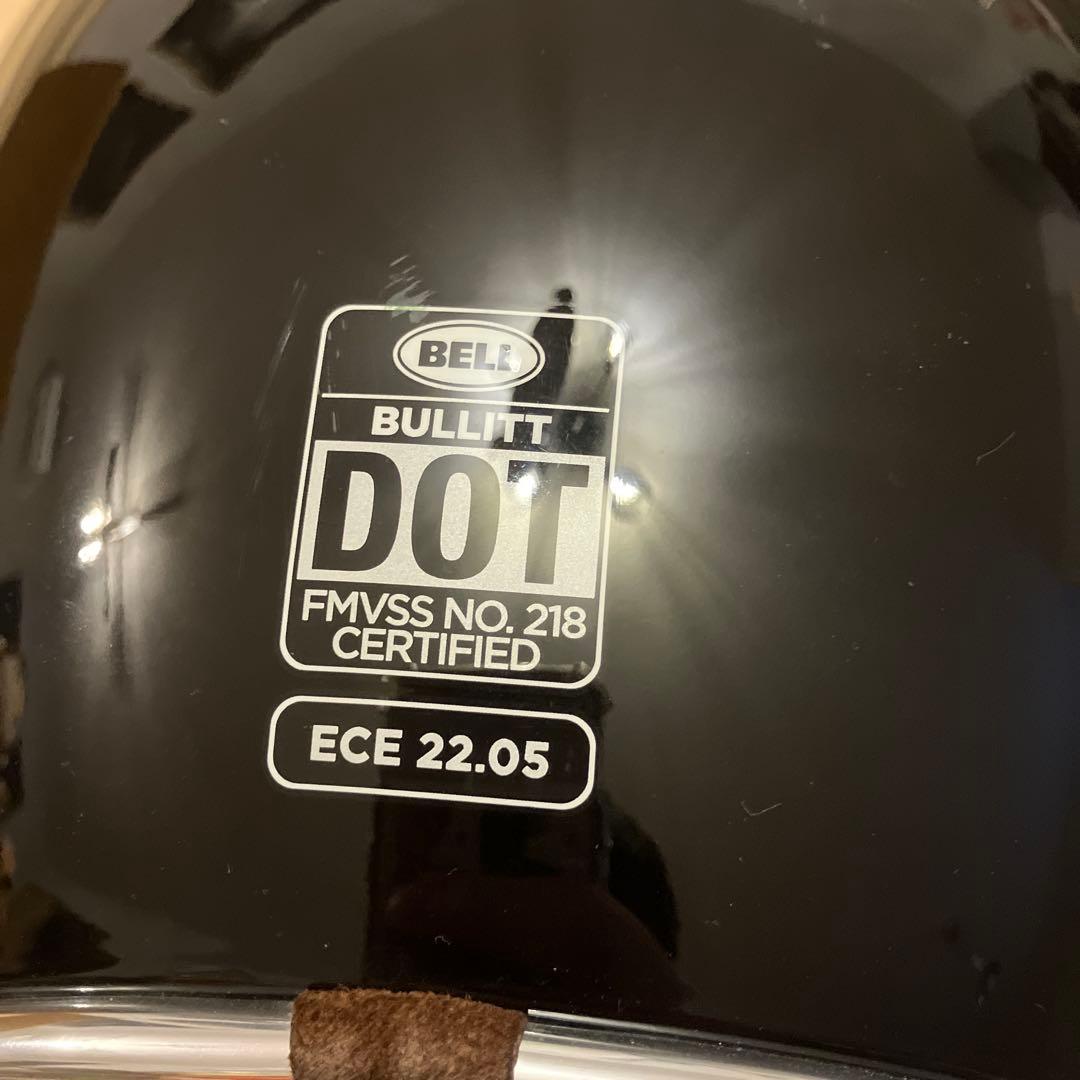 BELL
BULLITT
DOT
FMVSS NO. 218
CERTIFIED
ECE 22.05